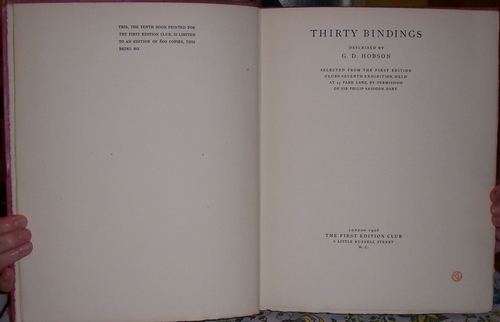 THIS, THE TENTH BOOK PRINTED FOR
THE FIRST EDITION CLUB, IS LIMITED
TO AN EDITION OF 600 COPIES, THIS
BEING NO.
THIRTY BINDINGS
DESCRIBED BY
G. D. HOBSON
SELECTED FROM THE FIRST EDITION
CLUB'S SEVENTH EXHIBITION, HELD
AT 25 PARK LANE, BY PERMISSION
OF SIR PHILIP SASSOON, BART.
LONDON 1926
THE FIRST EDITION CLUB
6 LITTLE RUSSELL STREET
W. C.